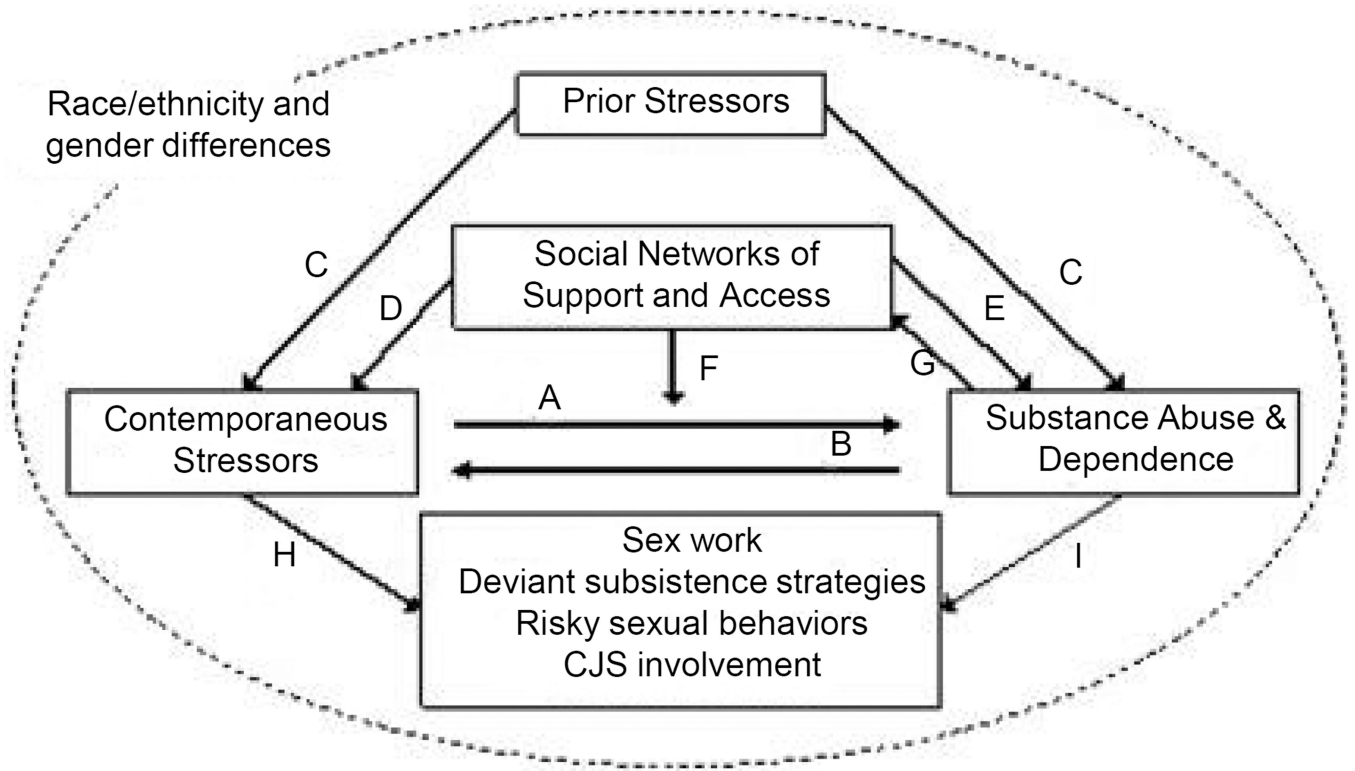 Race/ethnicity and
gender differences
Prior Stressors
C
C
Social Networks of
Support and Access
D
E
F
G
A
B
Contemporaneous
Stressors
Substance Abuse &
Dependence
H
I
Sex work
Deviant subsistence strategies
Risky sexual behaviors
CJS involvement